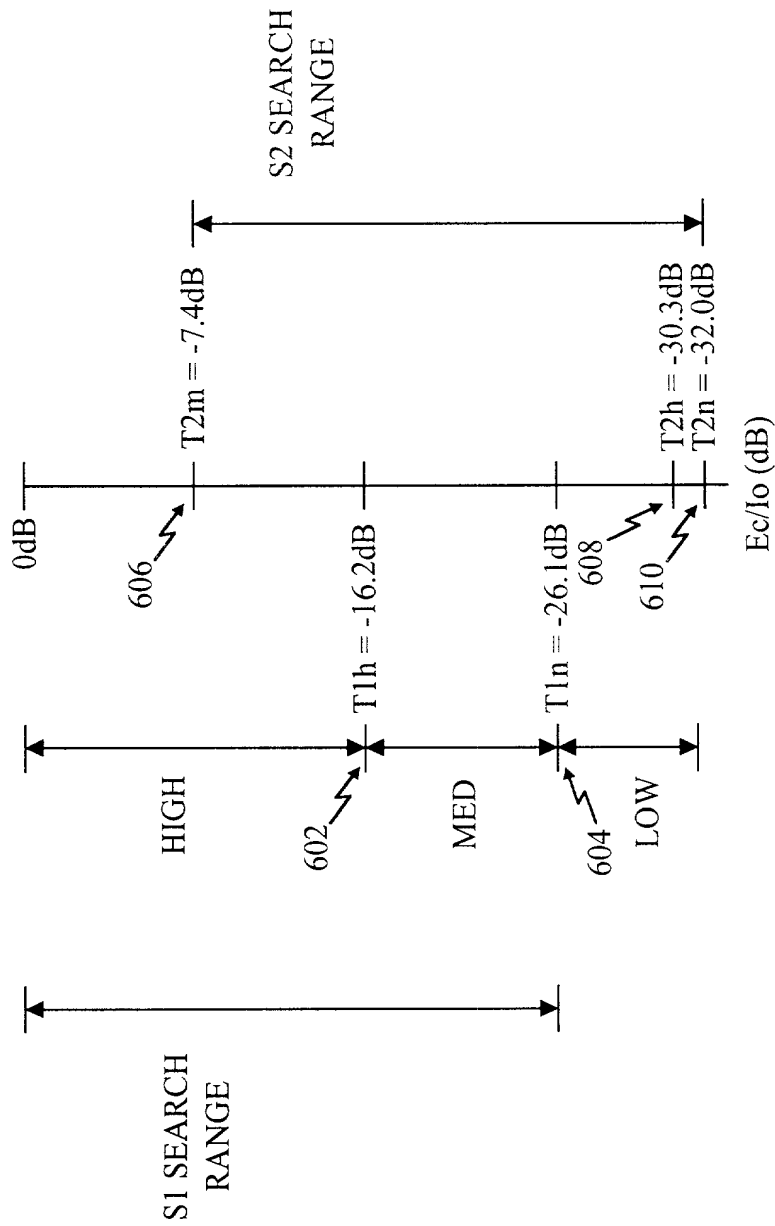 0dB
606
T2m = -7.4dB
S2 SEARCH
RANGE
HIGH
S1 SEARCH
RANGE
602
T1h = -16.2dB
MED
604
T1n = -26.1dB
LOW
608
T2h = -30.3dB
610
T2n = -32.0dB
Ec/Io (dB)